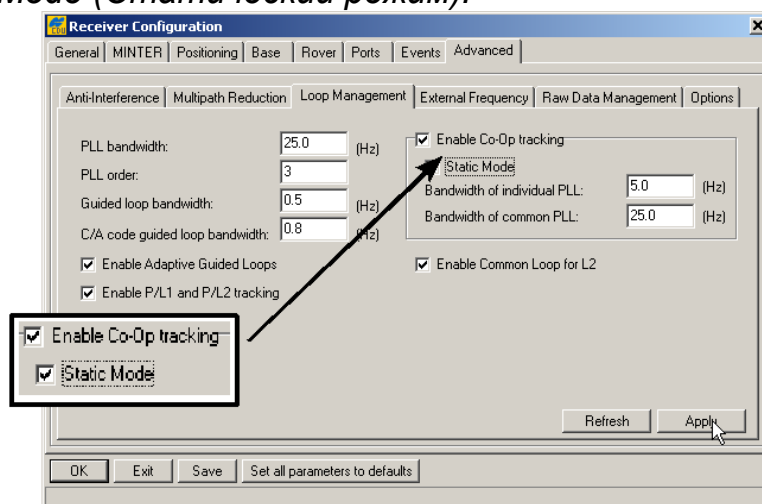 Mode (Статический режим).
Receiver Configuration
General MINTER Positioning Base Rover Ports Events Advanced
Anti-Interference Multipath Reduction Loop Management External Frequency Raw Data Management Options
PLL bandwidth: 25.0 (Hz)
PLL order: 3
Guided loop bandwidth: 0.5 (Hz)
C/A code guided loop bandwidth: 0.8 (Hz)
Enable Adaptive Guided Loops
Enable P/L1 and P/L2 tracking
Enable Co-Op tracking
Static Mode
Bandwidth of individual PLL: 5.0 (Hz)
Bandwidth of common PLL: 25.0 (Hz)
Enable Common Loop for L2
Enable Co-Op tracking
Static Mode
Refresh Apply
OK Exit Save Set all parameters to defaults